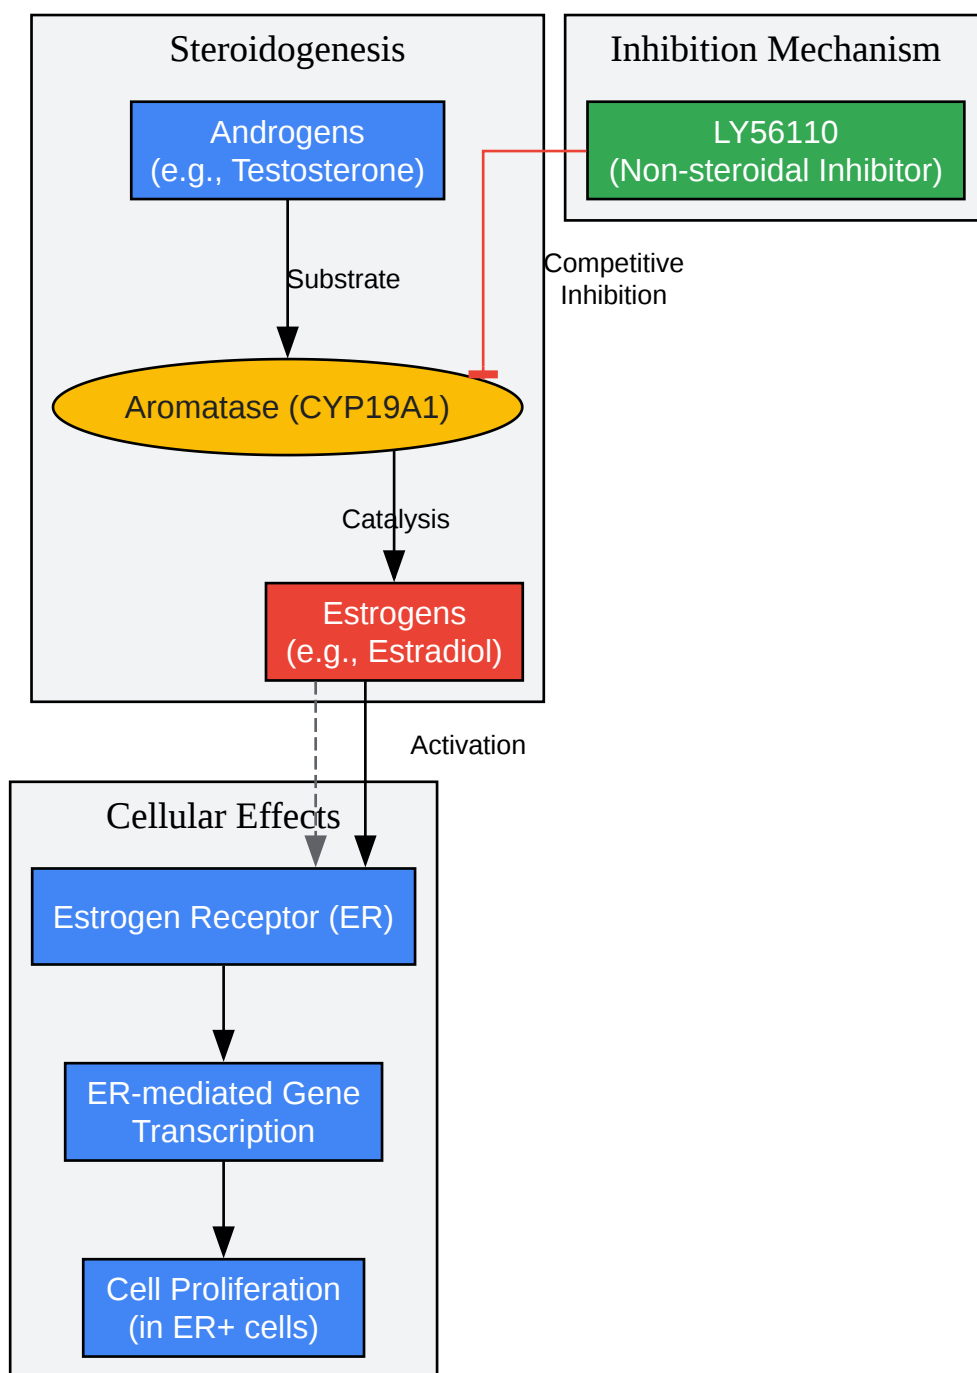 Steroidogenesis
Inhibition Mechanism
Androgens
(e.g., Testosterone)
LY56110
(Non-steroidal Inhibitor)
Substrate
Competitive
Inhibition
Aromatase (CYP19A1)
Catalysis
Estrogens
(e.g., Estradiol)
Activation
Cellular Effects
Estrogen Receptor (ER)
ER-mediated Gene
Transcription
Cell Proliferation
(in ER+ cells)